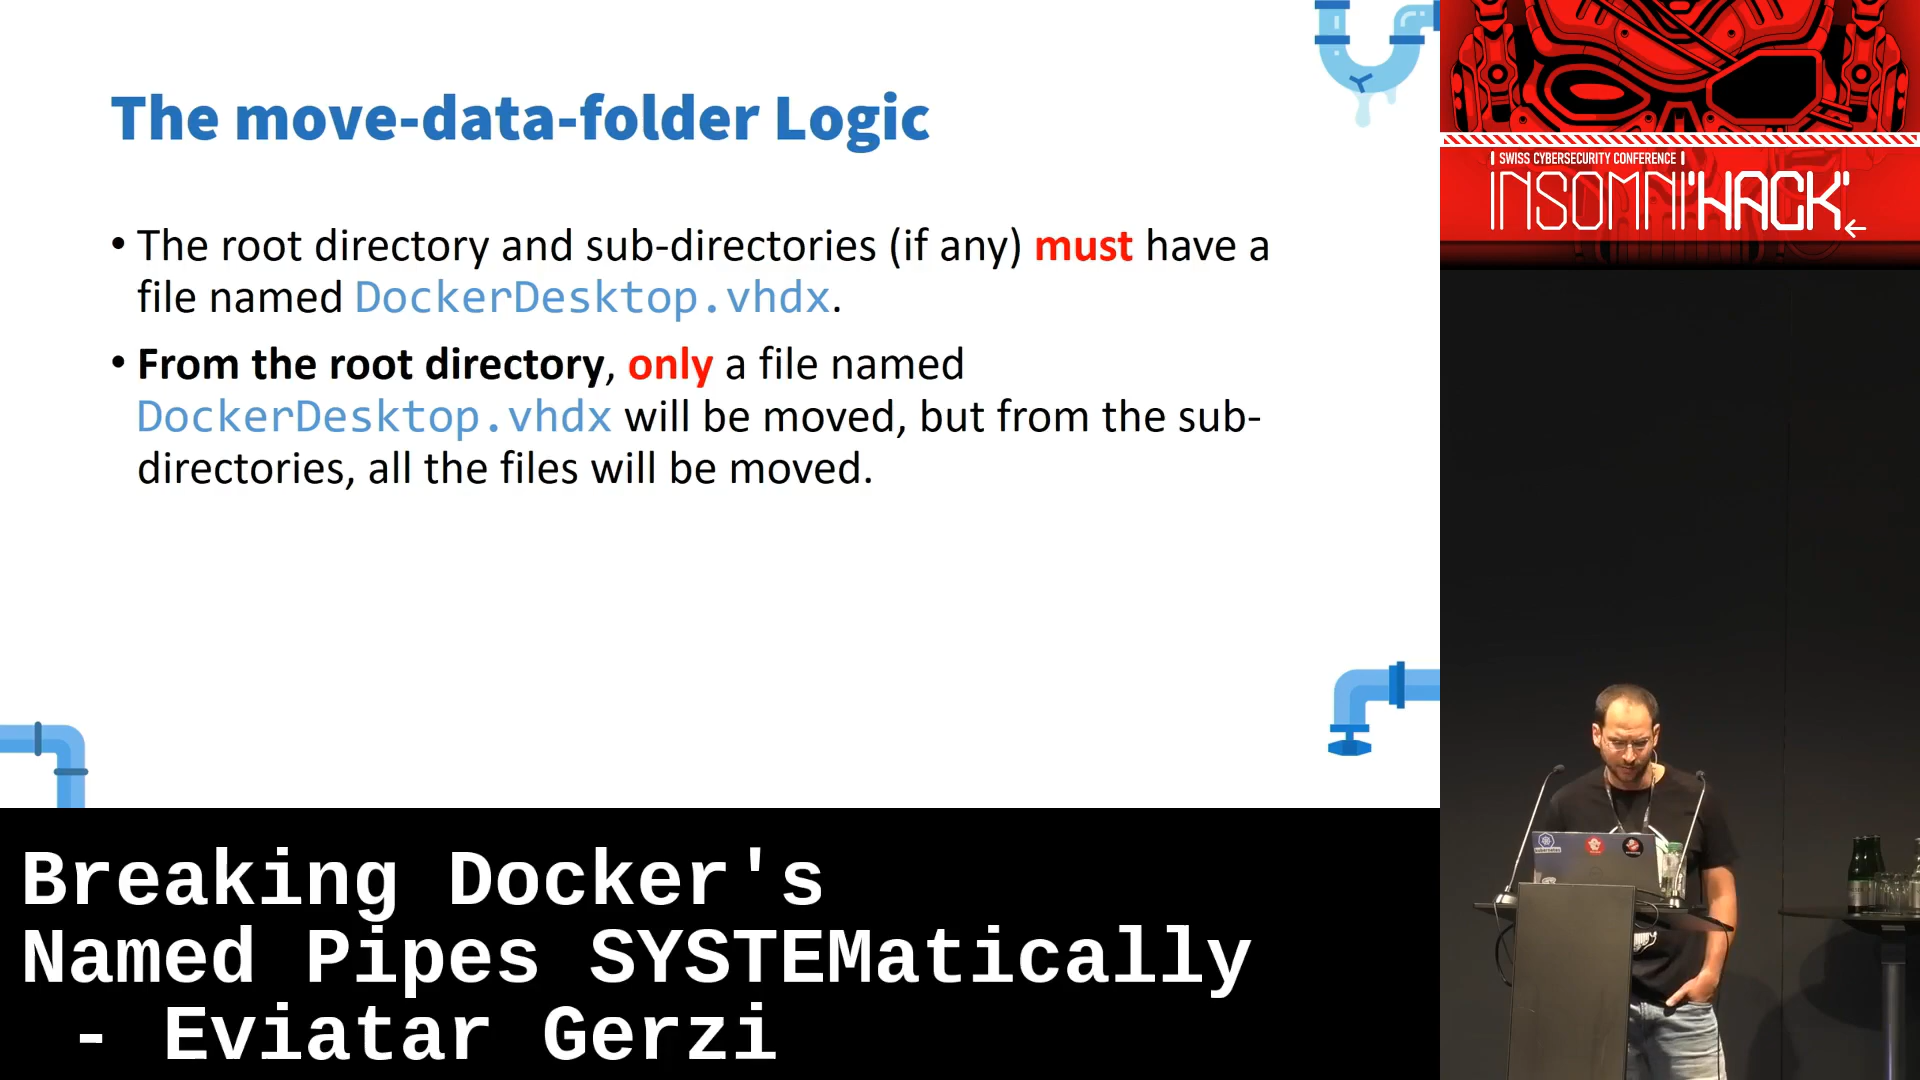 The move-data-folder Logic
• The root directory and sub-directories (if any) must have a
file named DockerDesktop.vhdx.
• From the root directory, only a file named
DockerDesktop.vhdx will be moved, but from the sub-
directories, all the files will be moved.
SWISS CYBERSECURITY CONFERENCE
INSOMNI'HACK
Breaking Docker's
Named Pipes SYSTEMatically
- Eviatar Gerzi